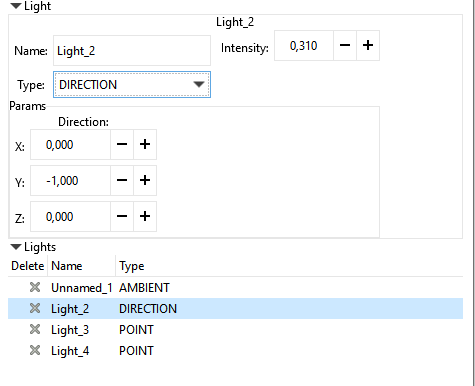 Light
Light_2
Name: Light_2 Intensity: 0,310 − +
Type: DIRECTION
Params
Direction:
X: 0,000 − +
Y: -1,000 − +
Z: 0,000 − +
Lights
Delete Name Type
Unnamed_1 AMBIENT
Light_2 DIRECTION
Light_3 POINT
Light_4 POINT